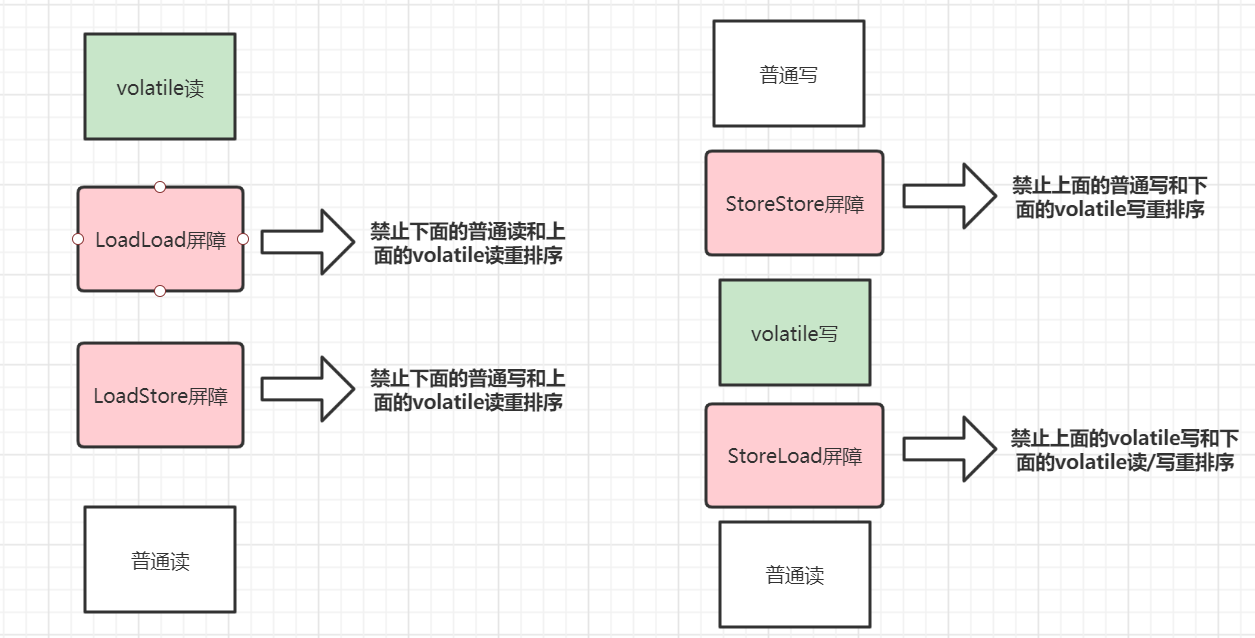 volatile读
LoadLoad屏障
禁止下面的普通读和上
面的volatile读重排序
LoadStore屏障
禁止下面的普通写和上
面的volatile读重排序
普通读
普通写
StoreStore屏障
禁止上面的普通写和下
面的volatile写重排序
volatile写
StoreLoad屏障
禁止上面的volatile写和下
面的volatile读/写重排序
普通读